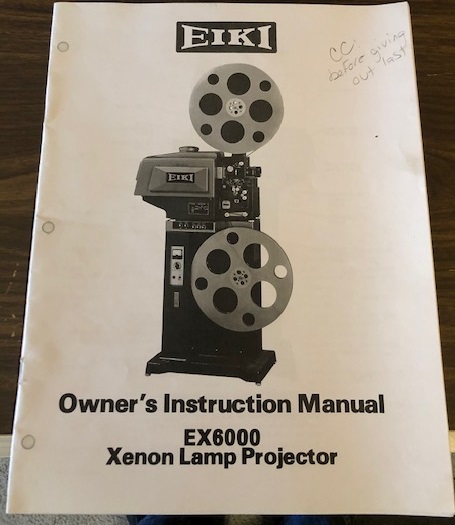 EIKI
CC
before giving
out last
EIKI
Owner's Instruction Manual
EX6000
Xenon Lamp Projector